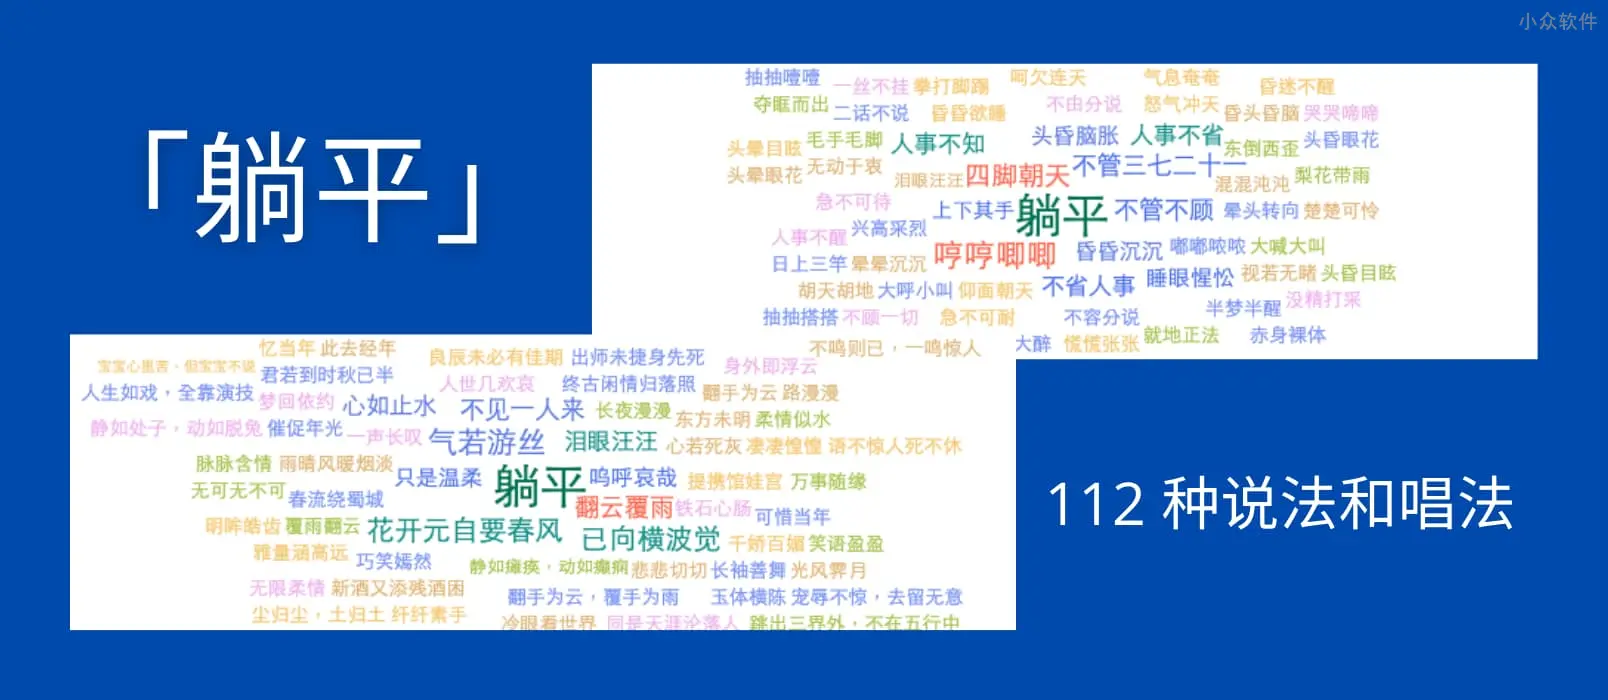 小众软件
「躺平」
抽抽噎噎 一丝不挂 拳打脚踢 呵欠连天 气息奄奄 昏迷不醒
夺眶而出 二话不说 昏昏欲睡 不由分说 怒气冲天 昏头昏脑 哭哭啼啼
头晕目眩 毛手毛脚 人事不知 头昏脑胀 人事不省 东倒西歪 头昏眼花
头晕眼花 无动于衷 泪眼汪汪 四脚朝天 不管三七二十一 混混沌沌 梨花带雨
急不可待 上下其手 躺平 不管不顾 晕头转向 楚楚可怜
人事不醒 兴高采烈 哼哼唧唧 昏昏沉沉 嘟嘟哝哝 大喊大叫
日上三竿 晕晕沉沉 不省人事 睡眼惺忪 视若无睹 头昏目眩
胡天胡地 大呼小叫 仰面朝天 半梦半醒 没精打采
抽抽搭搭 不顾一切 急不可耐 不容分说 就地正法 赤身裸体
大醉 慌慌张张
忆当年 此去经年 良辰未必有佳期 出师未捷身先死 不鸣则已，一鸣惊人
宝宝心里苦、但宝宝不说 君若到时秋已半 人世几欢哀 终古闲情归落照 身外即浮云
人生如戏，全靠演技 梦回依约 心如止水 不见一人来 长夜漫漫 翻手为云 路漫漫
静如处子，动如脱兔 催促年光 一声长叹 气若游丝 泪眼汪汪 东方未明 柔情似水
心若死灰 凄凄惶惶 语不惊人死不休
脉脉含情 雨晴风暖烟淡 只是温柔 躺平 呜呼哀哉 提携馆娃宫 万事随缘
无可无不可 春流绕蜀城 翻云覆雨 铁石心肠 可惜当年
明眸皓齿 覆雨翻云 花开元自要春风 已向横波觉 千娇百媚 笑语盈盈
雅量涵高远 巧笑嫣然 静如瘫痪，动如癫痫 悲悲切切 长袖善舞 光风霁月
无限柔情 新酒又添残酒困 翻手为云，覆手为雨 玉体横陈 宠辱不惊，去留无意
尘归尘，土归土 纤纤素手 冷眼看世界 同是天涯沦落人 跳出三界外，不在五行中
112 种说法和唱法